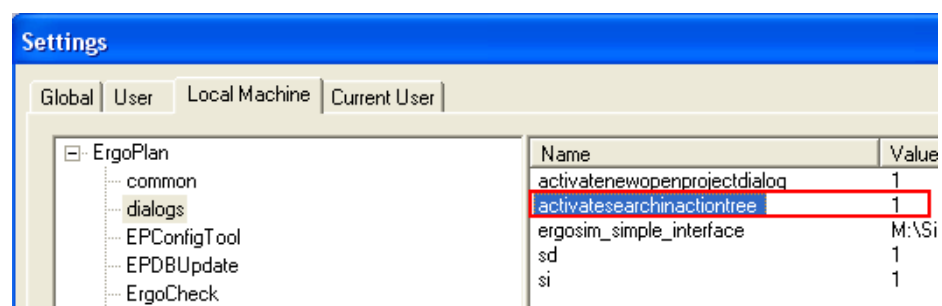 Settings
Global User Local Machine Current User
ErgoPlan
common
dialogs
EPConfigTool
EPDBUpdate
ErgoCheck
Name Value
activatenewopenprojectdialog 1
activatesearchinactiontree 1
ergosim_simple_interface M:\Si
sd 1
si 1